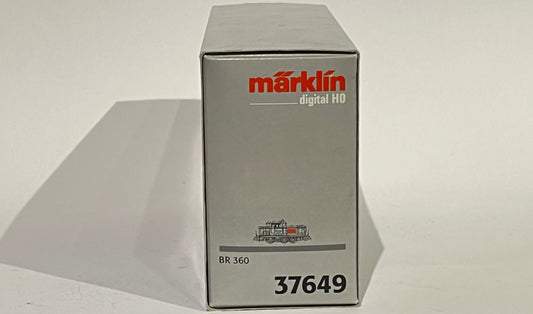 märklin
digital H0
BR 360
37649